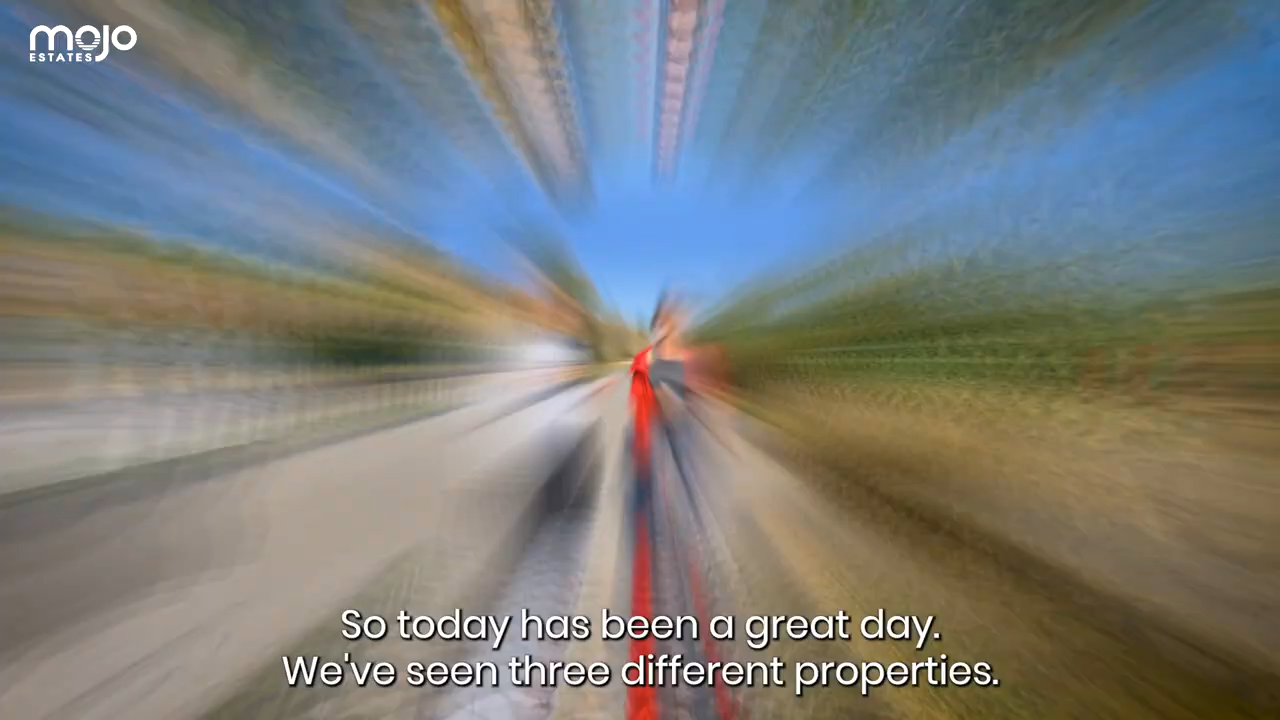 mojo
ESTATES
So today has been a great day.
We've seen three different properties.